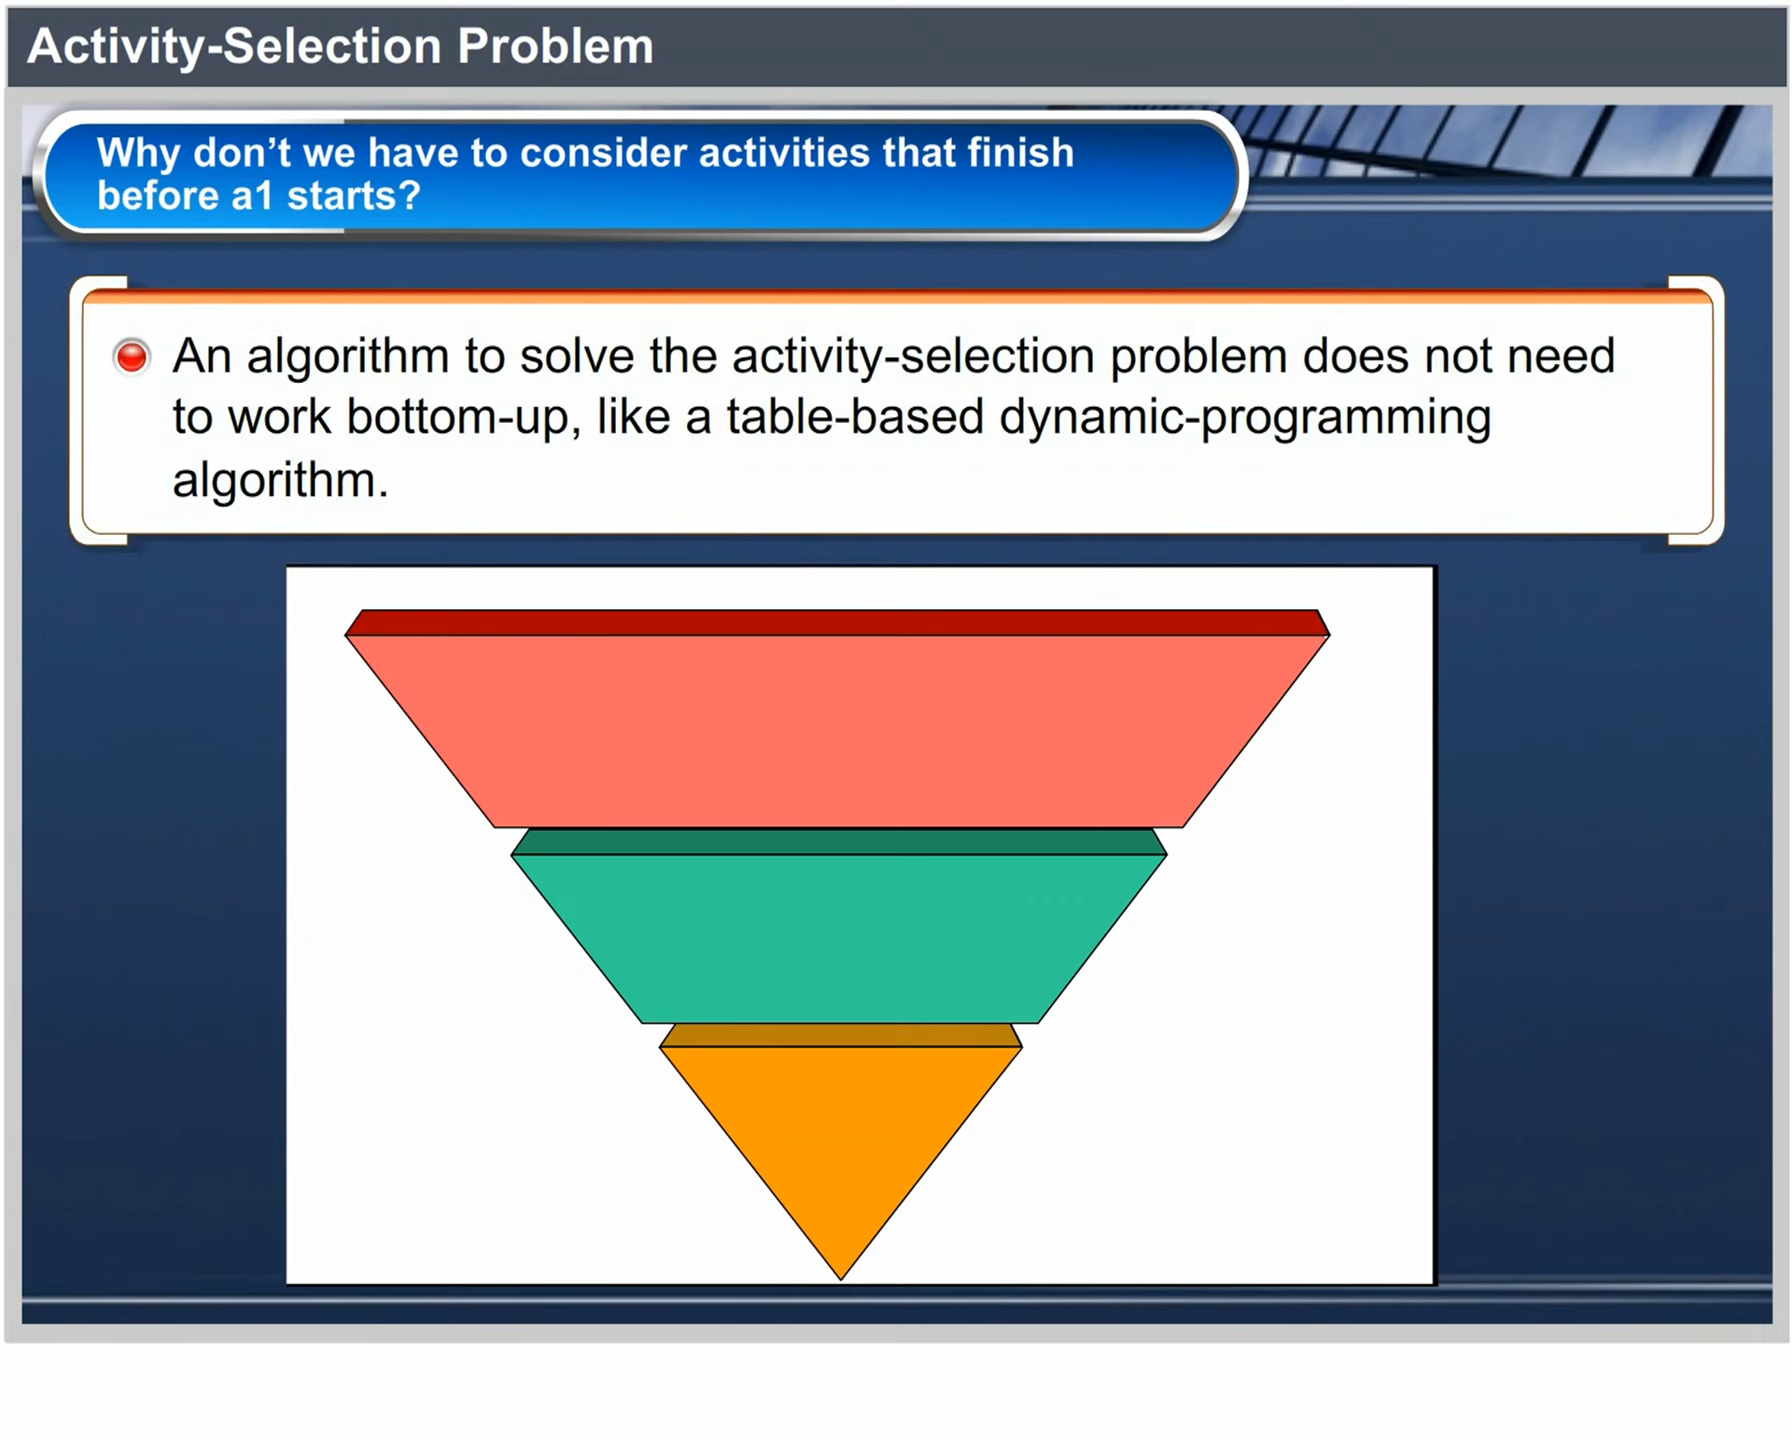 Activity-Selection Problem
Why don’t we have to consider activities that finish
before a1 starts?
An algorithm to solve the activity-selection problem does not need
to work bottom-up, like a table-based dynamic-programming
algorithm.